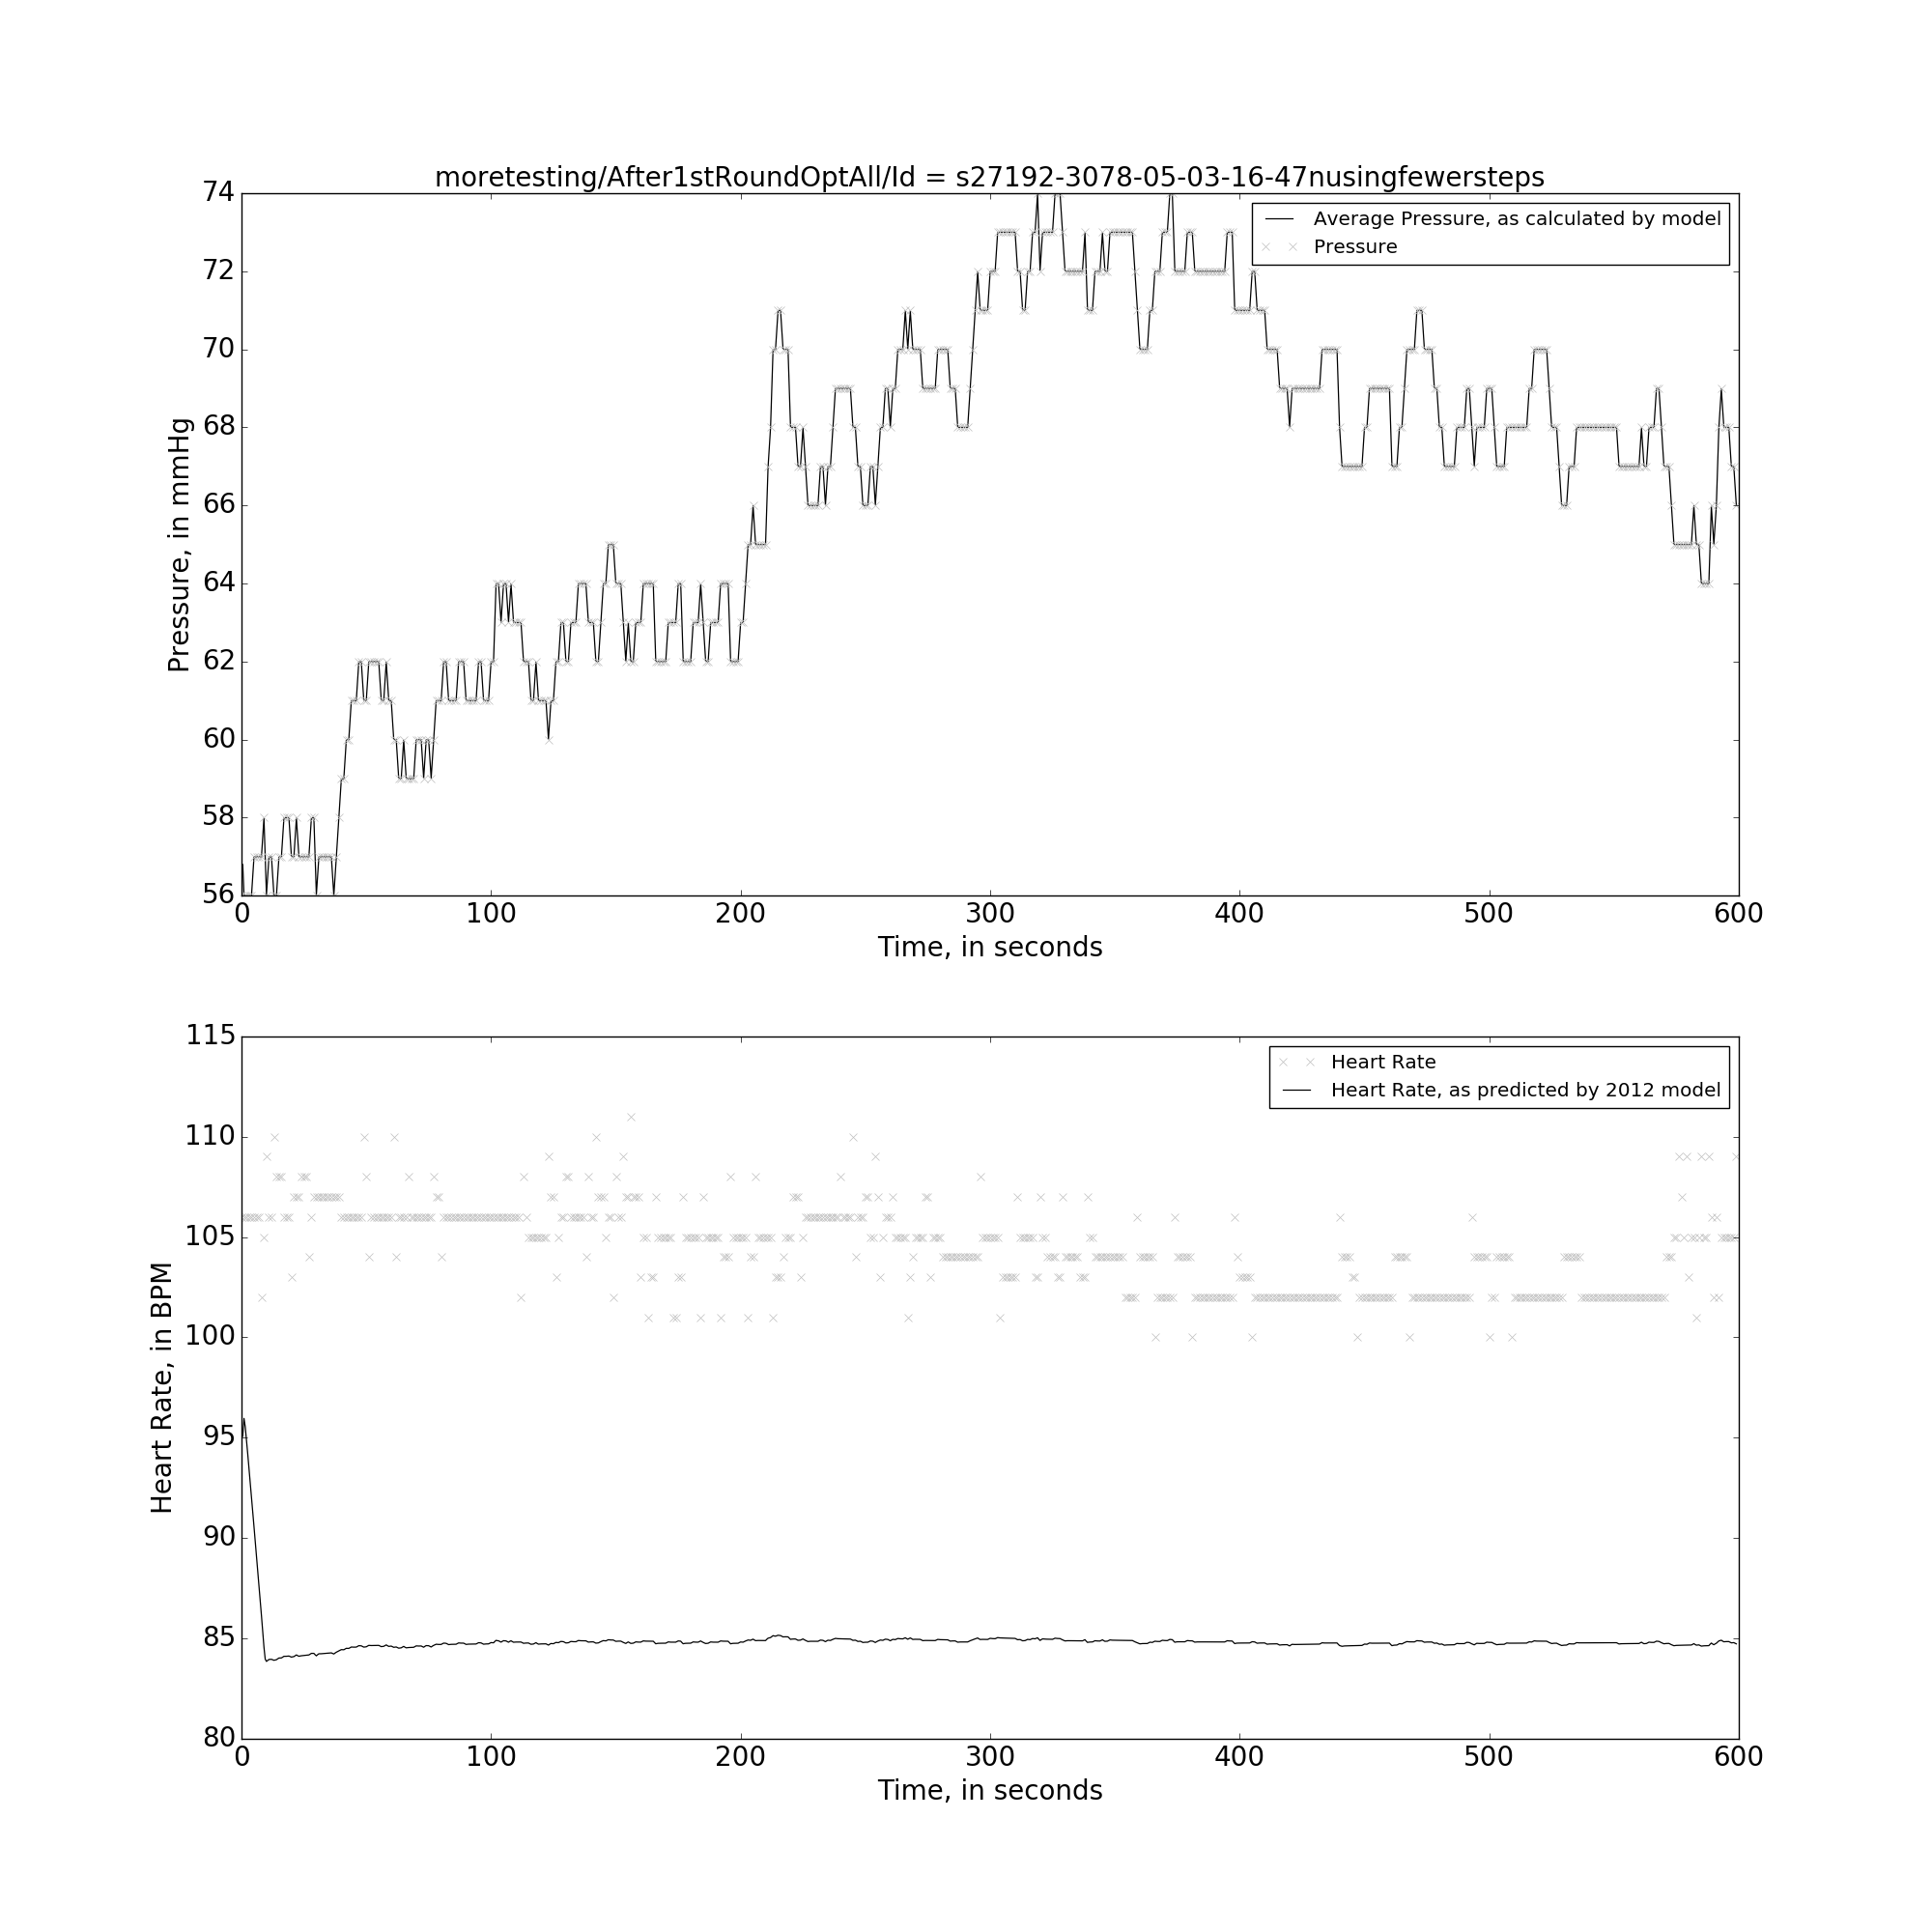 moretesting/After1stRoundOptAll/Id = s27192-3078-05-03-16-47nusingfewersteps
74
72
70
68
66
64
62
60
58
56
Pressure, in mmHg
Average Pressure, as calculated by model
Pressure
0 100 200 300 400 500 600
Time, in seconds
115
110
105
100
95
90
85
80
Heart Rate, in BPM
Heart Rate
Heart Rate, as predicted by 2012 model
0 100 200 300 400 500 600
Time, in seconds